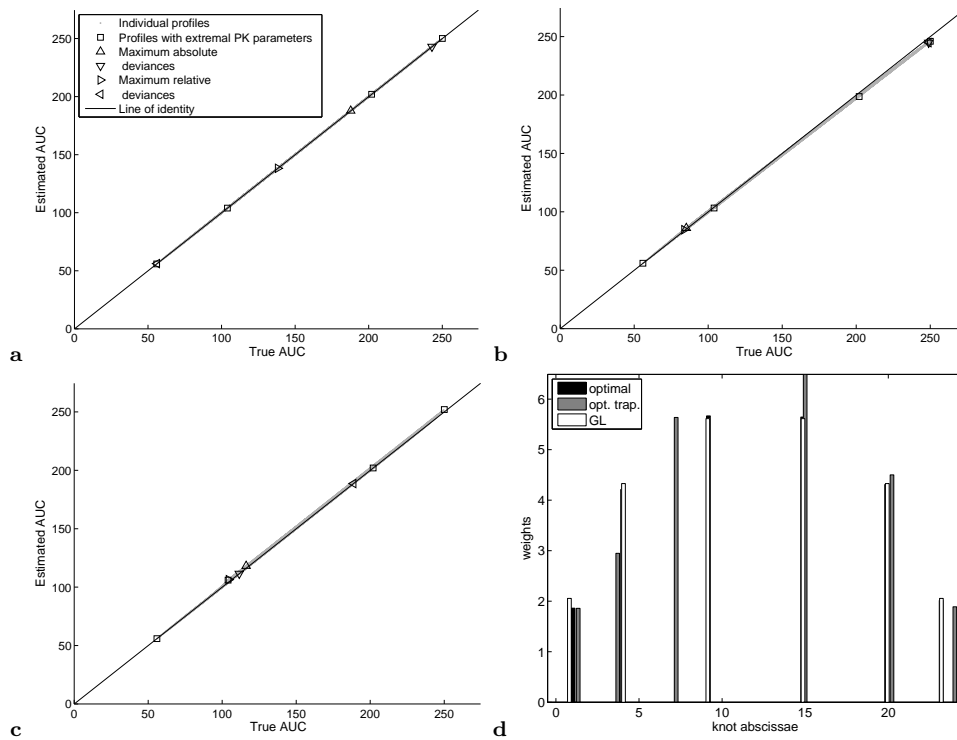 Individual profiles
Profiles with extremal PK parameters
Maximum absolute
deviances
Maximum relative
deviances
Line of identity
250
200
150
100
50
0
Estimated AUC
0 50 100 150 200 250
True AUC
a
250
200
150
100
50
0
Estimated AUC
0 50 100 150 200 250
True AUC
b
250
200
150
100
50
0
Estimated AUC
0 50 100 150 200 250
True AUC
c
optimal
opt. trap.
GL
6
5
4
3
2
1
0
weights
0 5 10 15 20
knot abscissae
d